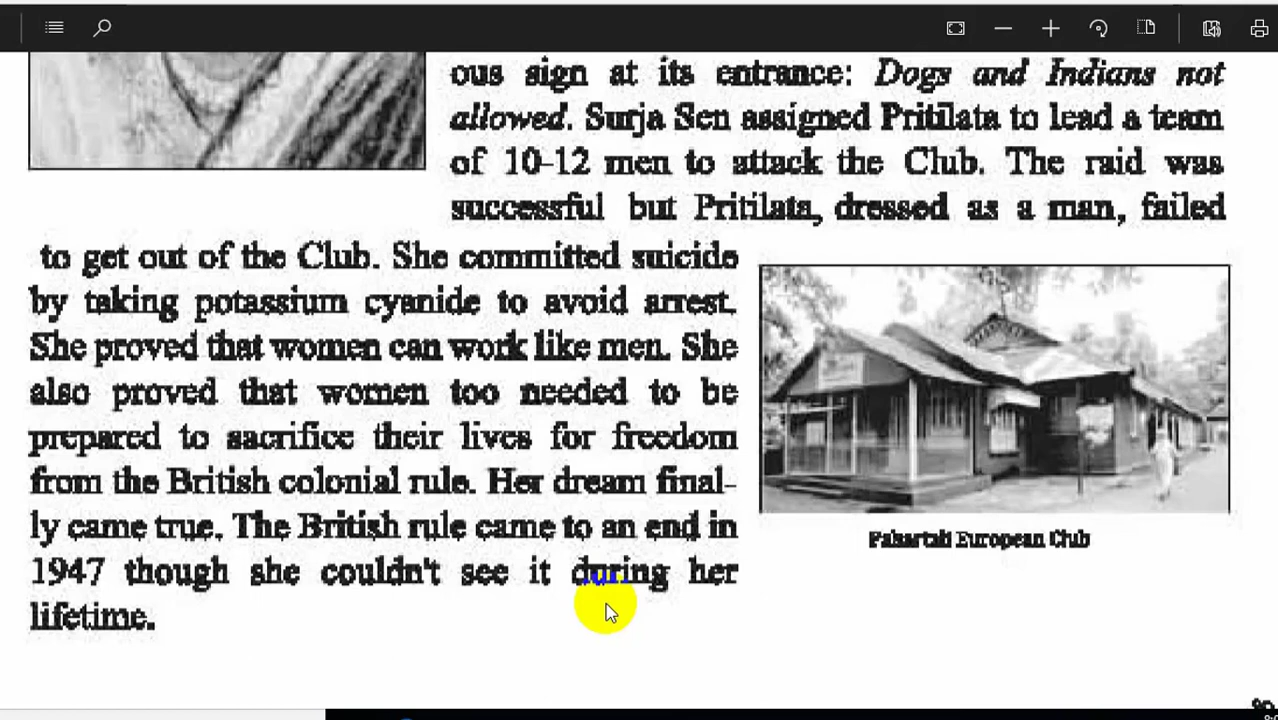 ous sign at its entrance: Dogs and Indians not
allowed. Surja Sen assigned Pritilata to lead a team
of 10-12 men to attack the Club. The raid was
successful but Pritilata, dressed as a man, failed
to get out of the Club. She committed suicide
by taking potassium cyanide to avoid arrest.
She proved that women can work like men. She
also proved that women too needed to be
prepared to sacrifice their lives for freedom
from the British colonial rule. Her dream final-
ly came true. The British rule came to an end in
1947 though she couldn't see it during her
lifetime.
Pahartali European Club